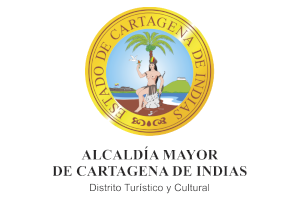 ESTADO DE CARTAGENA DE INDIAS
ALCALDÍA MAYOR
DE CARTAGENA DE INDIAS
Distrito Turístico y Cultural